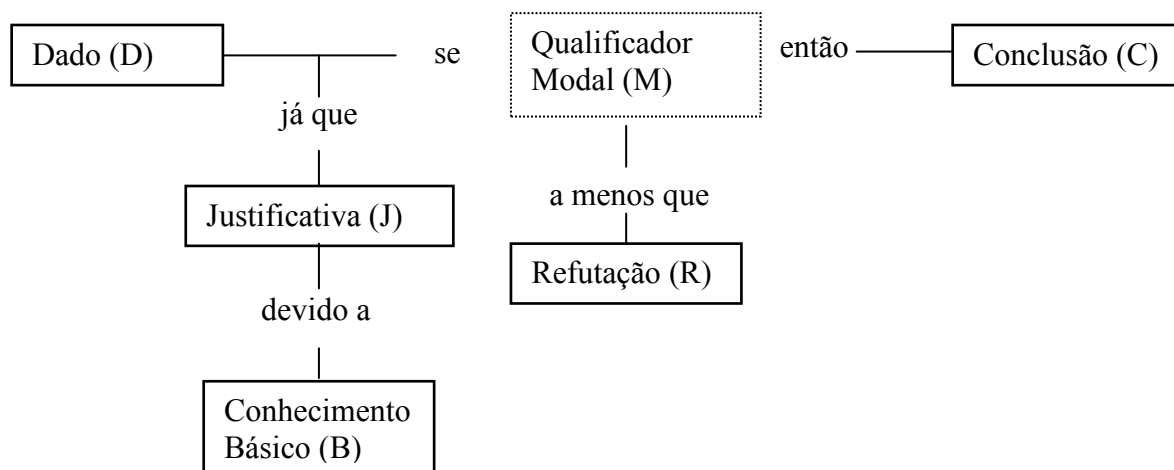 Dado (D)
se
Qualificador
Modal (M)
então
Conclusão (C)
já que
a menos que
Justificativa (J)
Refutação (R)
devido a
Conhecimento
Básico (B)